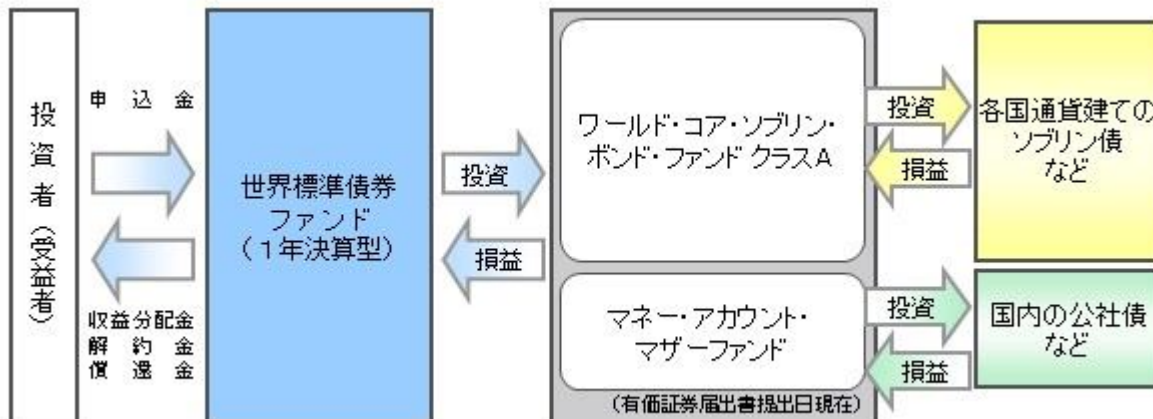 投資者(受益者)
申込金
収益分配金
解約金
償還金
世界標準債券
ファンド
(1年決算型)
投資
損益
ワールド・コア・ソブリン・
ボンド・ファンド クラスA
マネー・アカウント・
マザーファンド
(有価証券届出書提出日現在)
投資
損益
各国通貨建ての
ソブリン債
など
投資
損益
国内の公社債
など